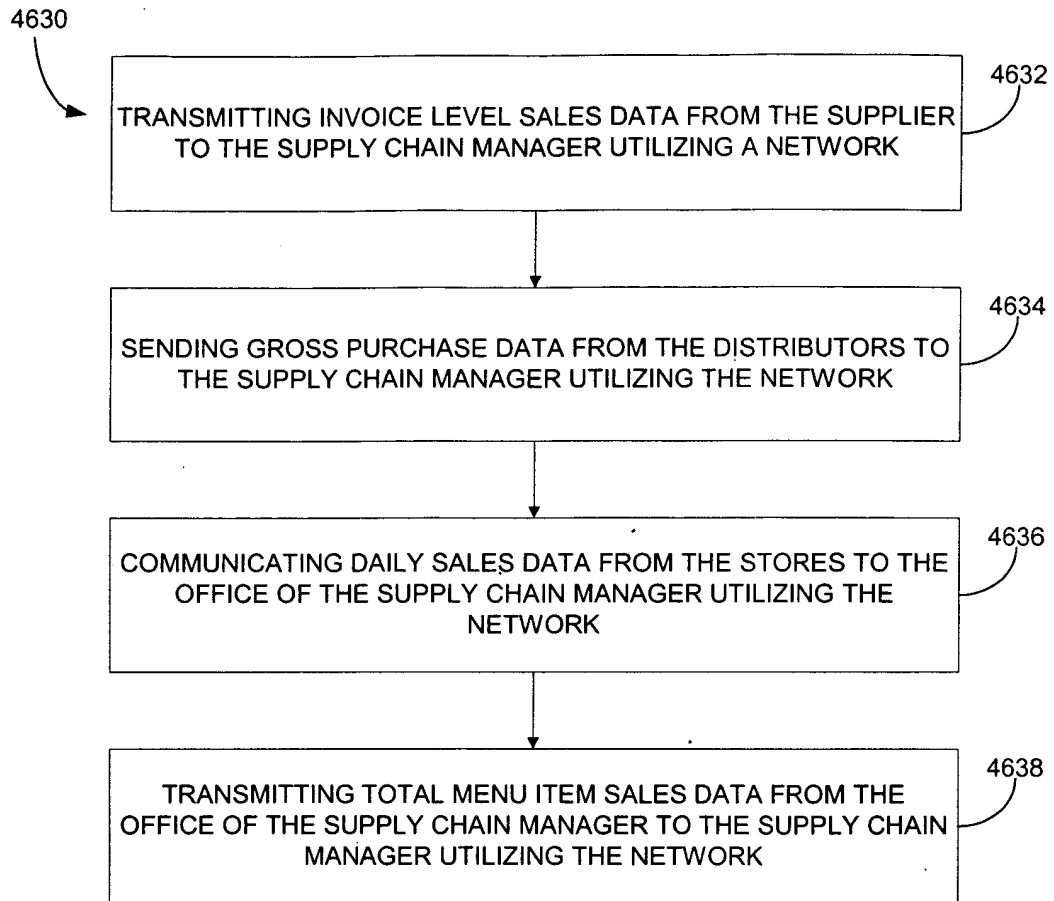 4630
4632
TRANSMITTING INVOICE LEVEL SALES DATA FROM THE SUPPLIER
TO THE SUPPLY CHAIN MANAGER UTILIZING A NETWORK
4634
SENDING GROSS PURCHASE DATA FROM THE DISTRIBUTORS TO
THE SUPPLY CHAIN MANAGER UTILIZING THE NETWORK
4636
COMMUNICATING DAILY SALES DATA FROM THE STORES TO THE
OFFICE OF THE SUPPLY CHAIN MANAGER UTILIZING THE
NETWORK
4638
TRANSMITTING TOTAL MENU ITEM SALES DATA FROM THE
OFFICE OF THE SUPPLY CHAIN MANAGER TO THE SUPPLY CHAIN
MANAGER UTILIZING THE NETWORK